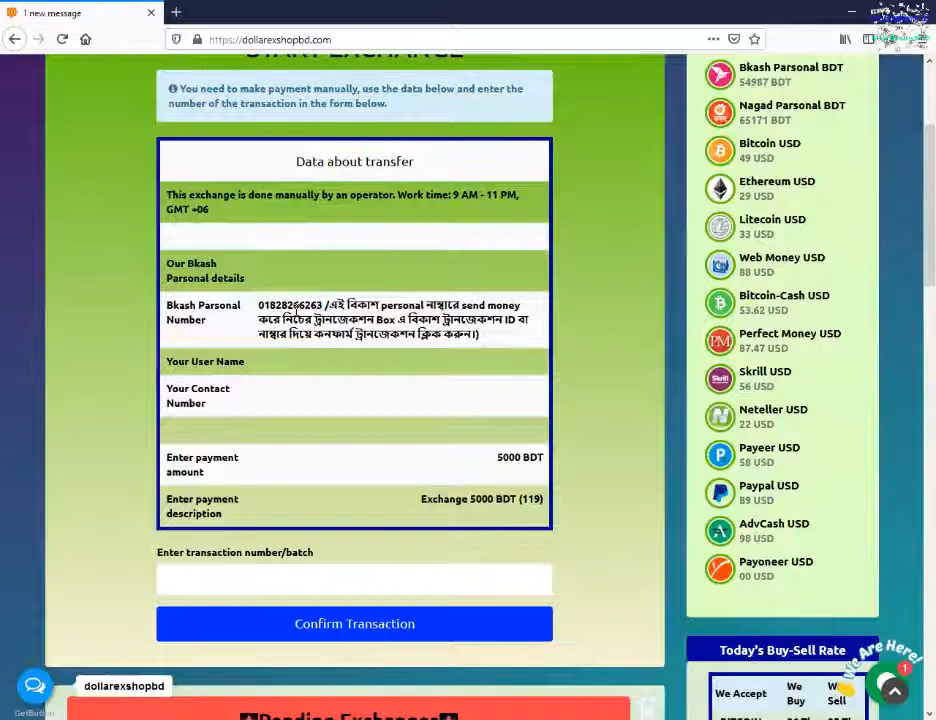 1 new message
https://dollarexshopbd.com
START EXCHANGE
You need to make payment manually, use the data below and enter the
number of the transaction in the form below.
Data about transfer
This exchange is done manually by an operator. Work time: 9 AM - 11 PM,
GMT +06
Our Bkash
Personal details
Bkash Parsonal
Number
01828266263 /এই বিকাশ personal নাম্বারে send money
করে নিচের ট্রানজেকশন Box এ বিকাশ ট্রানজেকশন ID বা
নাম্বার দিয়ে কনফার্ম ট্রানজেকশন ক্লিক করুন।)
Your User Name
Your Contact
Number
Enter payment
amount
5000 BDT
Enter payment
description
Exchange 5000 BDT (119)
Enter transaction number/batch
Confirm Transaction
dollarexshopbd
GetButton
Pending Exchanges
Bkash Parsonal BDT
54987 BDT
Nagad Parsonal BDT
65171 BDT
Bitcoin USD
49 USD
Ethereum USD
29 USD
Litecoin USD
33 USD
Web Money USD
88 USD
Bitcoin-Cash USD
53.62 USD
Perfect Money USD
87.47 USD
Skrill USD
56 USD
Neteller USD
22 USD
Payeer USD
58 USD
Paypal USD
89 USD
AdvCash USD
98 USD
Payoneer USD
00 USD
Today's Buy-Sell Rate
We Are Here!
1
We Accept
We
Buy
Sell